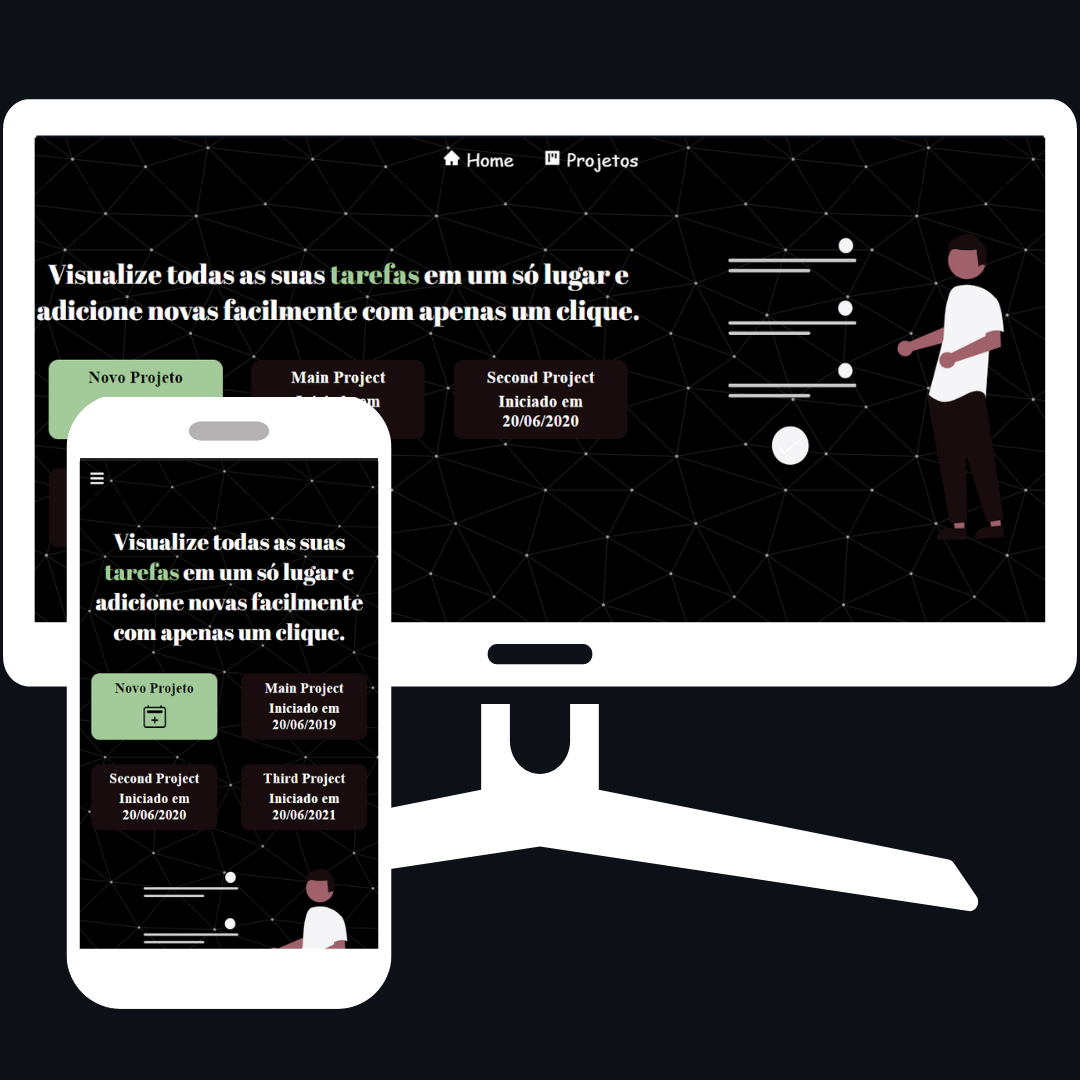 Home Projetos
Visualize todas as suas tarefas em um só lugar e
adicione novas facilmente com apenas um clique.
Novo Projeto
Main Project
Second Project
Iniciado em
20/06/2020
Visualize todas as suas
tarefas em um só lugar e
adicione novas facilmente
com apenas um clique.
Novo Projeto
Main Project
Iniciado em
20/06/2019
Second Project
Iniciado em
20/06/2020
Third Project
Iniciado em
20/06/2021